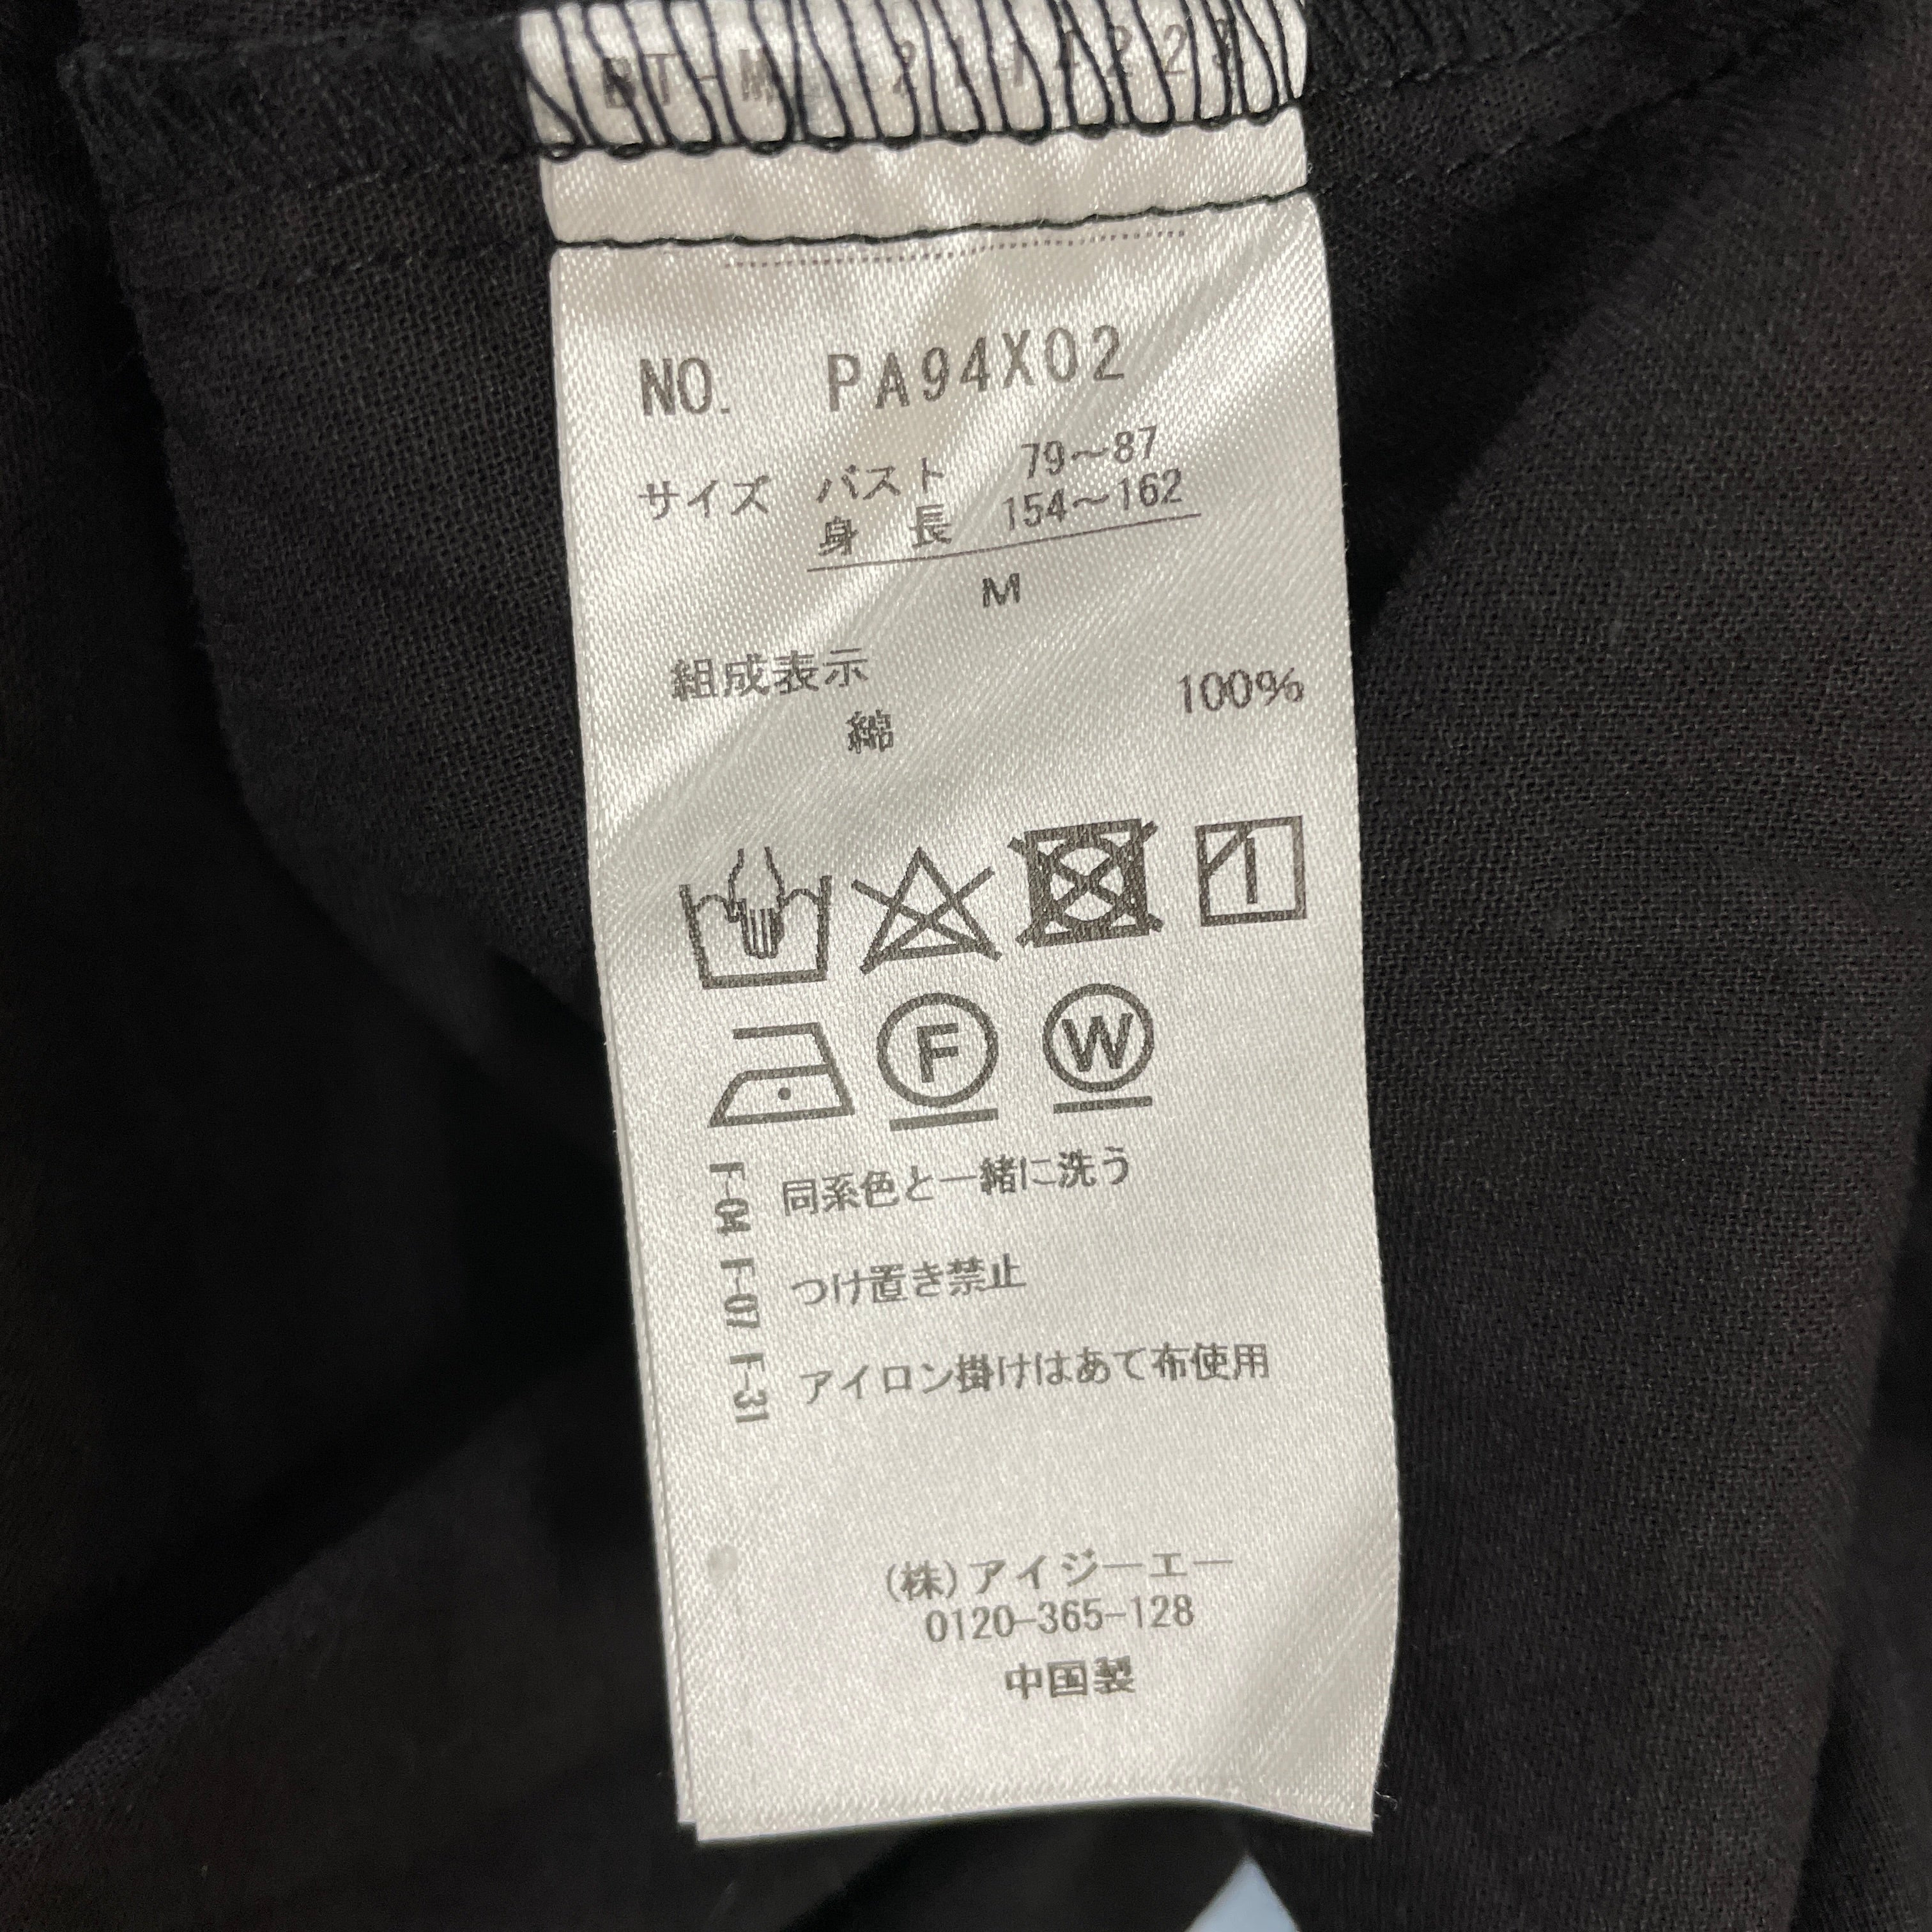 NO. PA94X02
サイズ バスト 79～87
身 長 154～162
M
組成表示
綿 100%
F
W
F-04 F-07 F-31
同系色と一緒に洗う
つけ置き禁止
アイロン掛けはあて布使用
(株)アイジーエー
0120-365-128
中国製